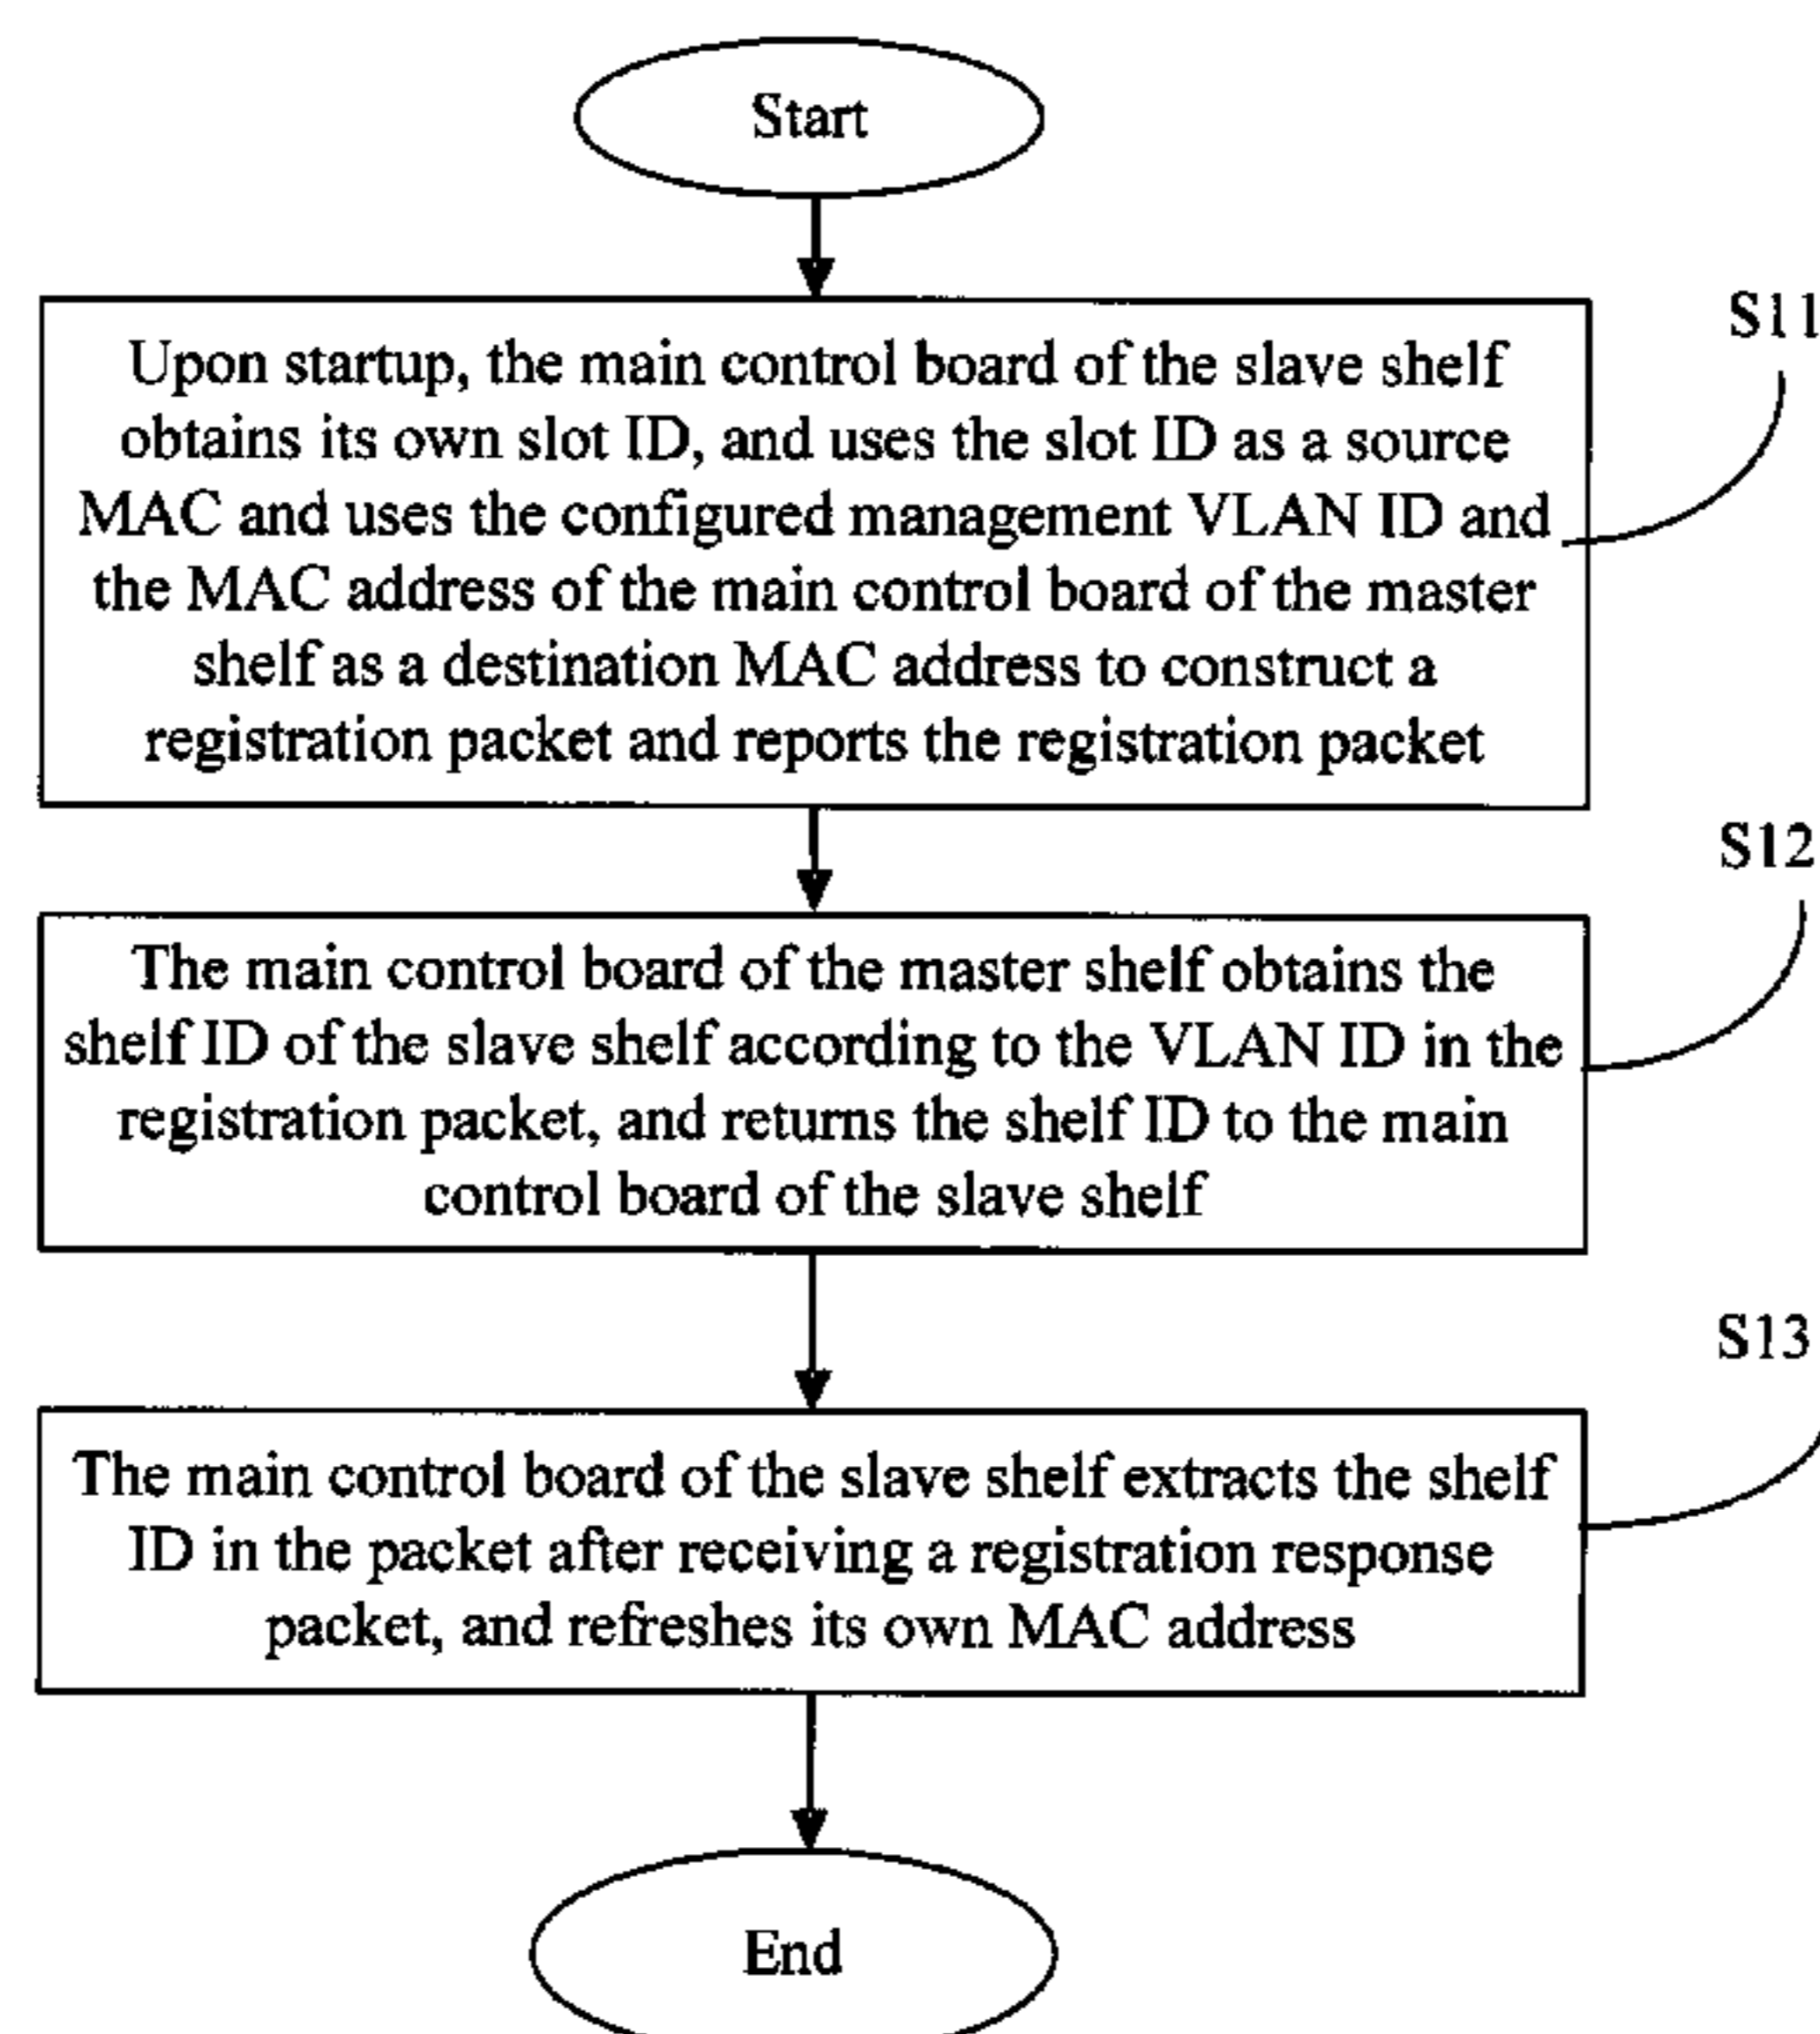 Start
S11
Upon startup, the main control board of the slave shelf
obtains its own slot ID, and uses the slot ID as a source
MAC and uses the configured management VLAN ID and
the MAC address of the main control board of the master
shelf as a destination MAC address to construct a
registration packet and reports the registration packet
S12
The main control board of the master shelf obtains the
shelf ID of the slave shelf according to the VLAN ID in the
registration packet, and returns the shelf ID to the main
control board of the slave shelf
S13
The main control board of the slave shelf extracts the shelf
ID in the packet after receiving a registration response
packet, and refreshes its own MAC address
End